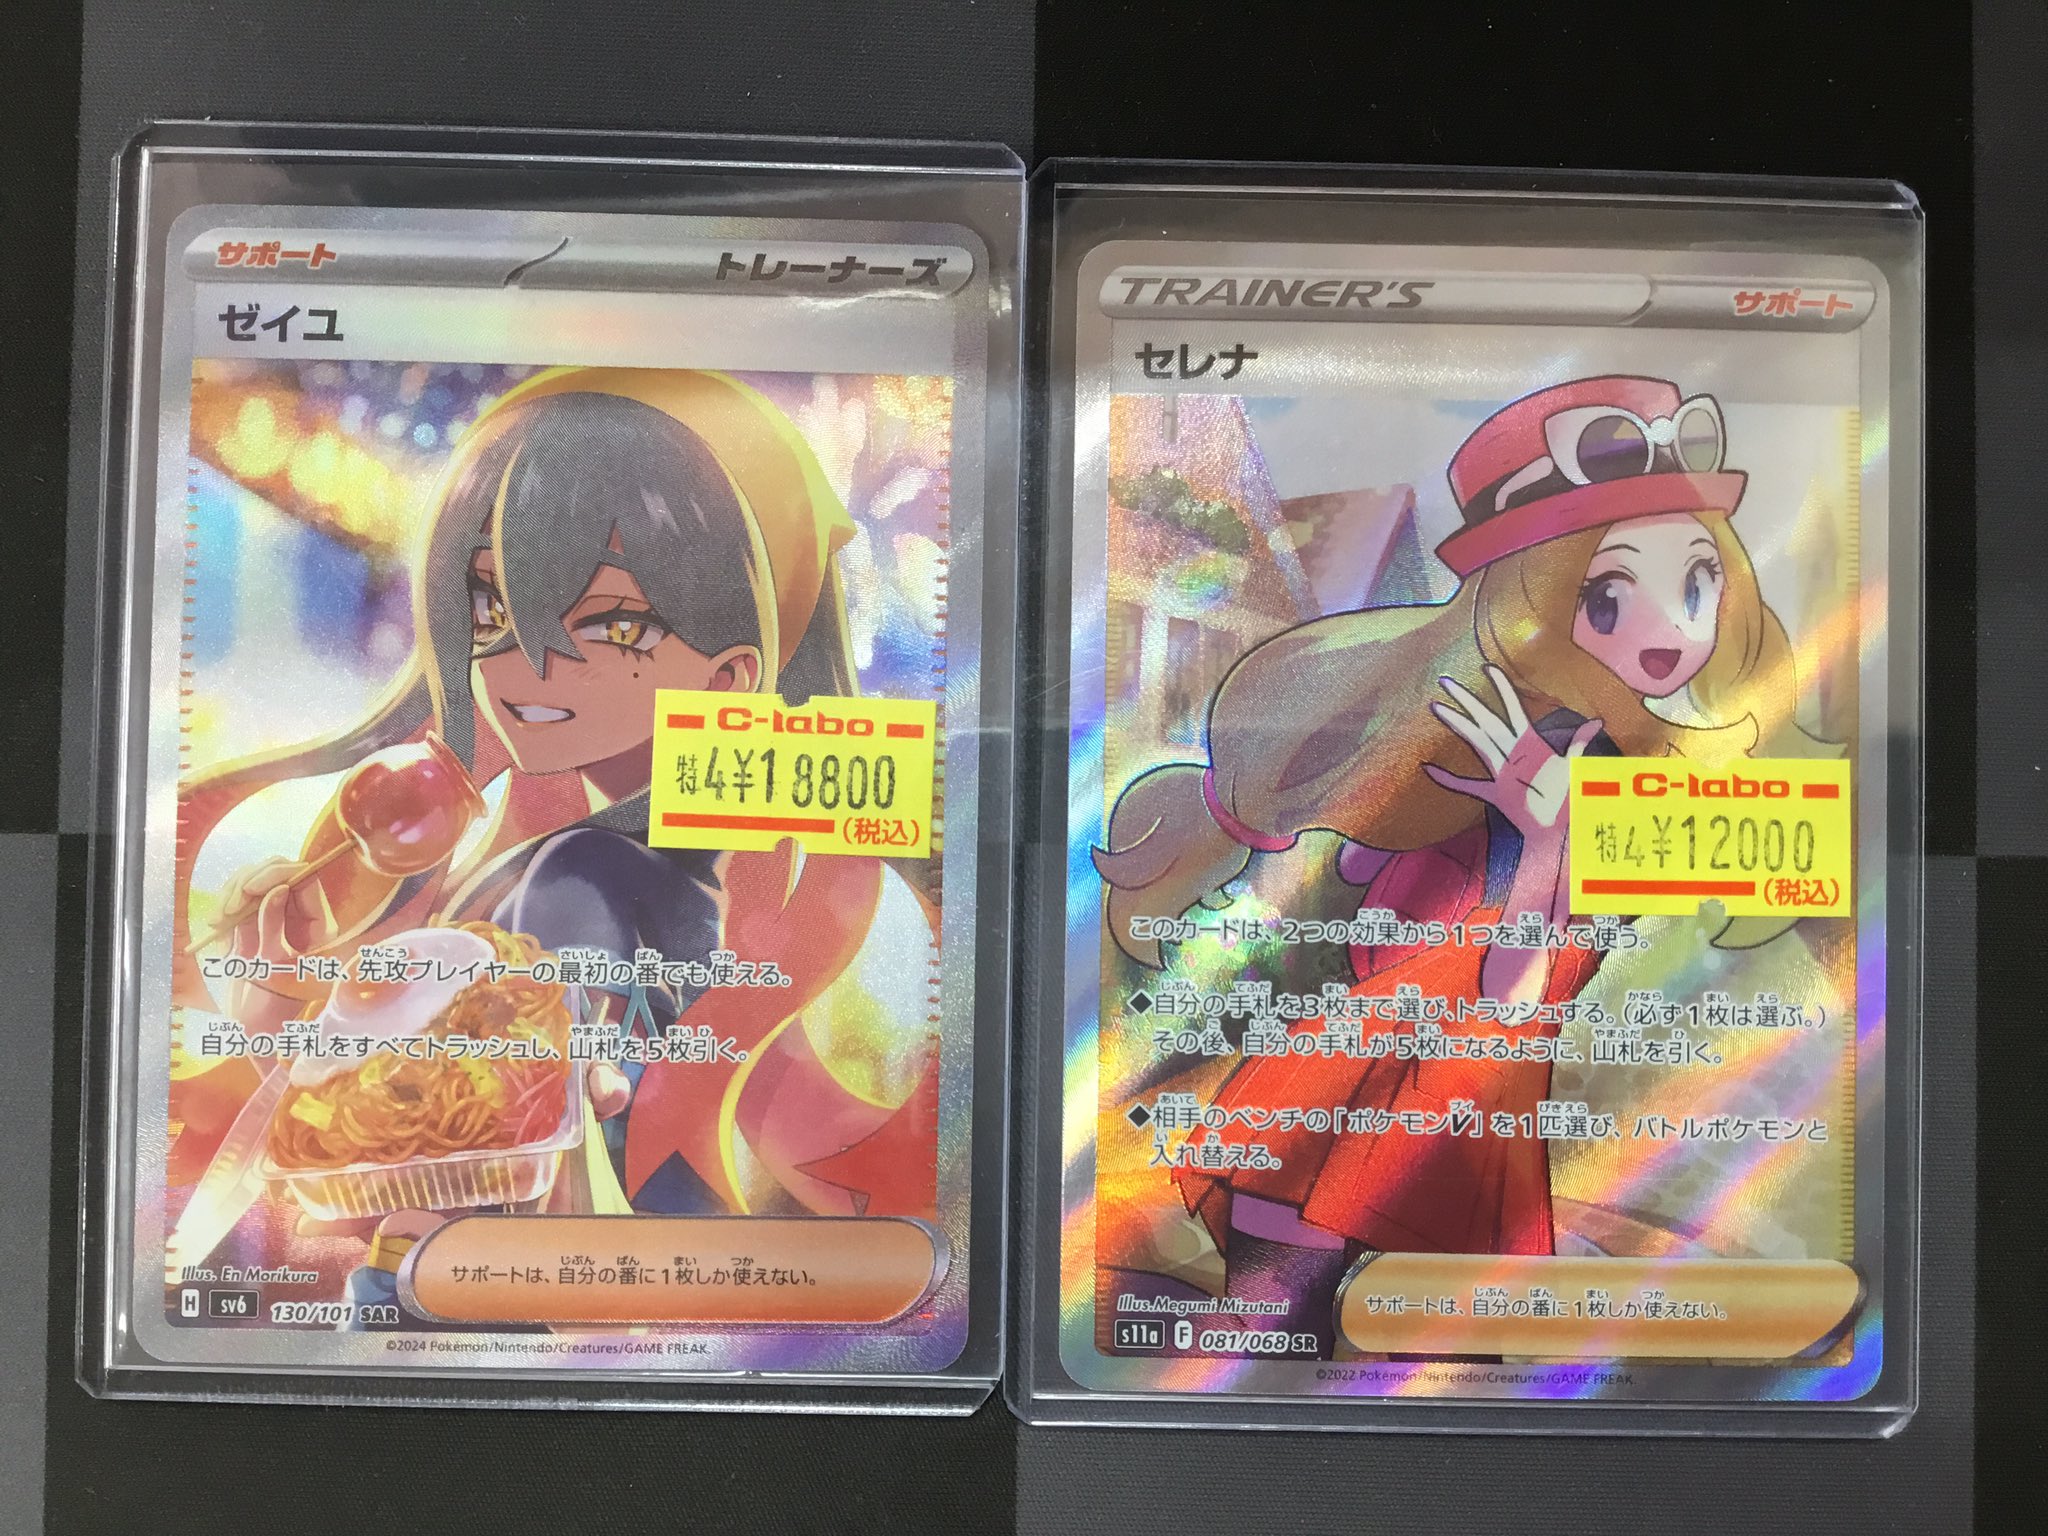 サポート
トレーナーズ
ゼイユ
C-labo
特4¥18800
(税込)
このカードは、先攻プレイヤーの最初の番でも使える。
自分の手札をすべてトラッシュし、山札を5枚引く。
サポートは、自分の番に1枚しか使えない。
Illus. En Morikura
H sv6 130/101 SAR
©2024 Pokémon/Nintendo/Creatures/GAME FREAK.
TRAINER'S
サポート
セレナ
C-labo
特4¥12000
(税込)
このカードは、2つの効果から1つを選んで使う。
◆自分の手札を3枚まで選び、トラッシュする。(必ず1枚は選ぶ。)
その後、自分の手札が5枚になるように、山札を引く。
◆相手のベンチの「ポケモンV」を1匹選び、バトルポケモンと
入れ替える。
サポートは、自分の番に1枚しか使えない。
Illus.Megumi Mizutani
s11a F 081/068 SR
©2022 Pokémon/Nintendo/Creatures/GAME FREAK.